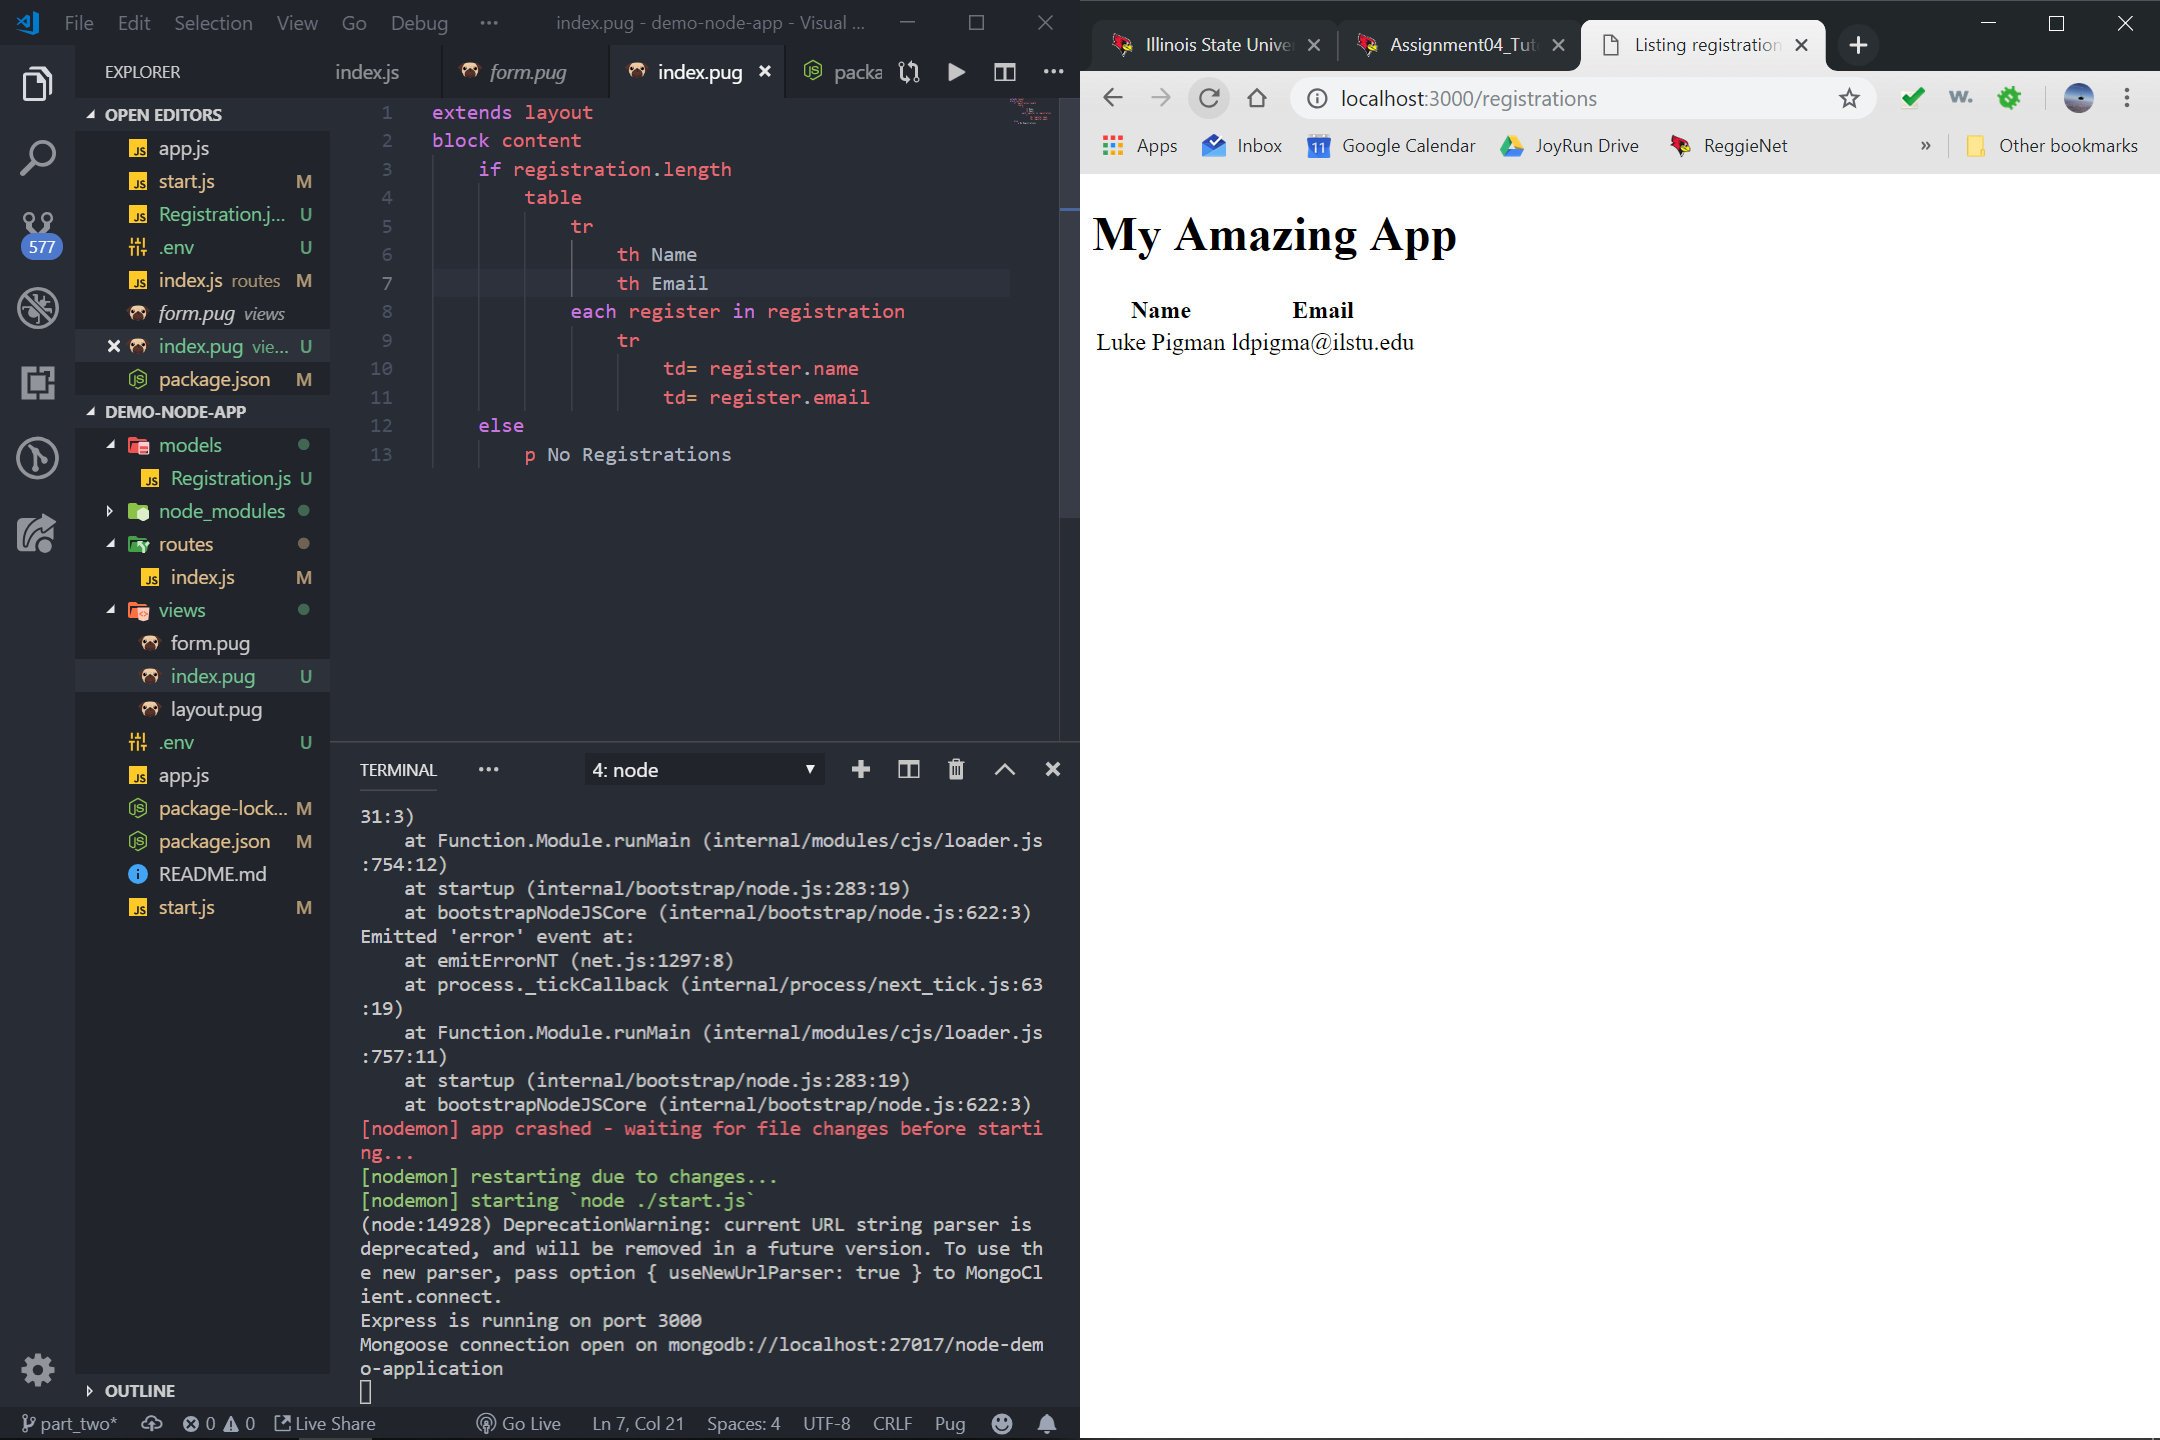 File Edit Selection View Go Debug ··· index.pug - demo-node-app - Visual ...
EXPLORER
OPEN EDITORS
app.js
start.js M
Registration.j... U
.env U
index.js routes M
form.pug views
index.pug vie... U
package.json M
DEMO-NODE-APP
models
Registration.js U
node_modules
routes
index.js M
views
form.pug
index.pug U
layout.pug
.env U
app.js
package-lock... M
package.json M
README.md
start.js M
OUTLINE
577
index.js form.pug index.pug packa
1 extends layout
2 block content
3 if registration.length
4 table
5 tr
6 th Name
7 th Email
8 each register in registration
9 tr
10 td= register.name
11 td= register.email
12 else
13 p No Registrations
TERMINAL ··· 4: node
31:3)
at Function.Module.runMain (internal/modules/cjs/loader.js
:754:12)
at startup (internal/bootstrap/node.js:283:19)
at bootstrapNodeJSCore (internal/bootstrap/node.js:622:3)
Emitted 'error' event at:
at emitErrorNT (net.js:1297:8)
at process._tickCallback (internal/process/next_tick.js:63
:19)
at Function.Module.runMain (internal/modules/cjs/loader.js
:757:11)
at startup (internal/bootstrap/node.js:283:19)
at bootstrapNodeJSCore (internal/bootstrap/node.js:622:3)
[nodemon] app crashed - waiting for file changes before starti
ng...
[nodemon] restarting due to changes...
[nodemon] starting `node ./start.js`
(node:14928) DeprecationWarning: current URL string parser is
deprecated, and will be removed in a future version. To use th
e new parser, pass option { useNewUrlParser: true } to MongoCl
ient.connect.
Express is running on port 3000
Mongoose connection open on mongodb://localhost:27017/node-dem
o-application
part_two* 0 0 Live Share Go Live Ln 7, Col 21 Spaces: 4 UTF-8 CRLF Pug
Illinois State Unive Assignment04_Tut Listing registration
localhost:3000/registrations w.
Apps Inbox 11 Google Calendar JoyRun Drive ReggieNet » Other bookmarks
My Amazing App
Name Email
Luke Pigman ldpigma@ilstu.edu